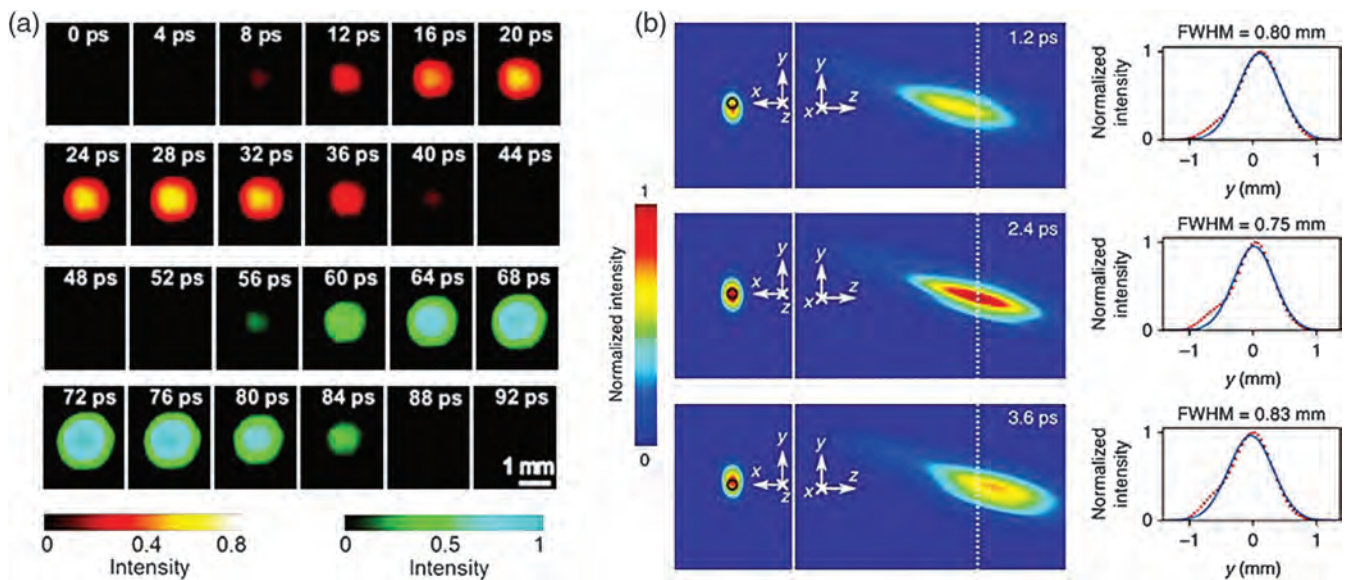 (a)
0 ps 4 ps 8 ps 12 ps 16 ps 20 ps
24 ps 28 ps 32 ps 36 ps 40 ps 44 ps
48 ps 52 ps 56 ps 60 ps 64 ps 68 ps
72 ps 76 ps 80 ps 84 ps 88 ps 92 ps
1 mm
0 0.4 0.8
Intensity
0 0.5 1
Intensity
(b)
1
Normalized intensity
0
1.2 ps
y y
x z
z x
2.4 ps
y y
x z
z x
3.6 ps
y y
x z
z x
FWHM = 0.80 mm
Normalized
intensity
1
0
−1 0 1
y (mm)
FWHM = 0.75 mm
Normalized
intensity
1
0
−1 0 1
y (mm)
FWHM = 0.83 mm
Normalized
intensity
1
0
−1 0 1
y (mm)